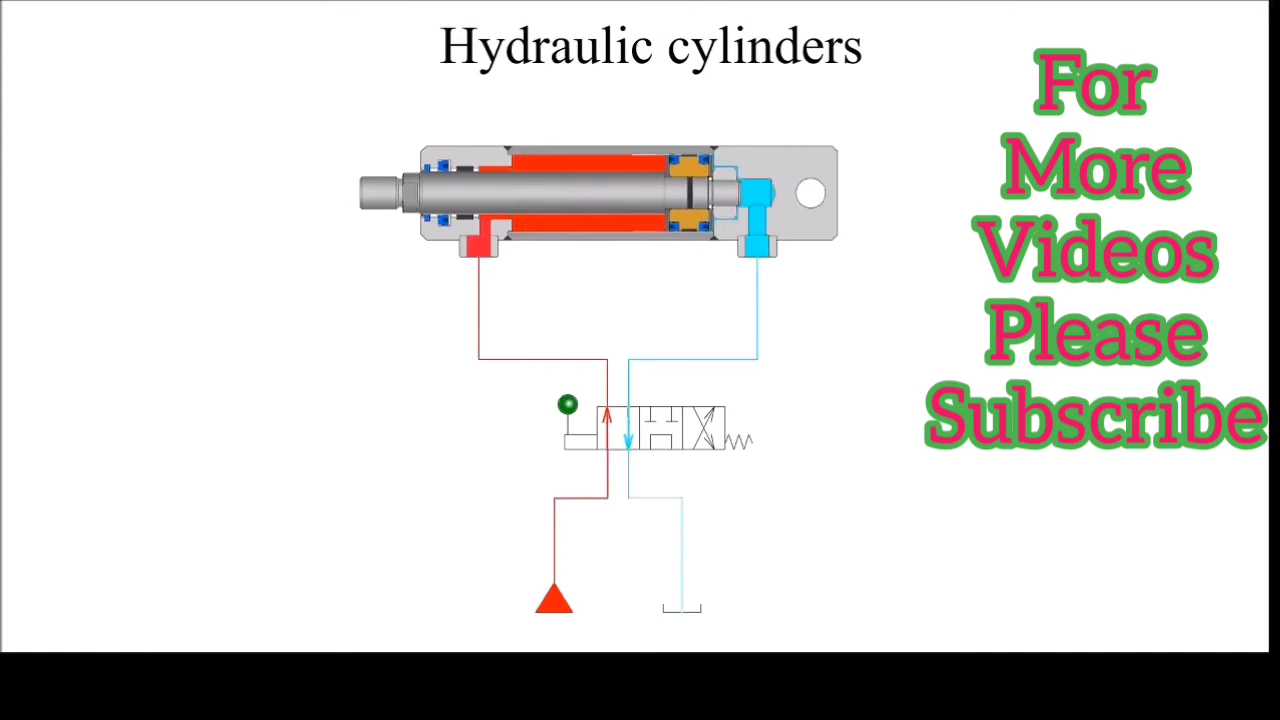 Hydraulic cylinders
For
More
Videos
Please
Subscribe